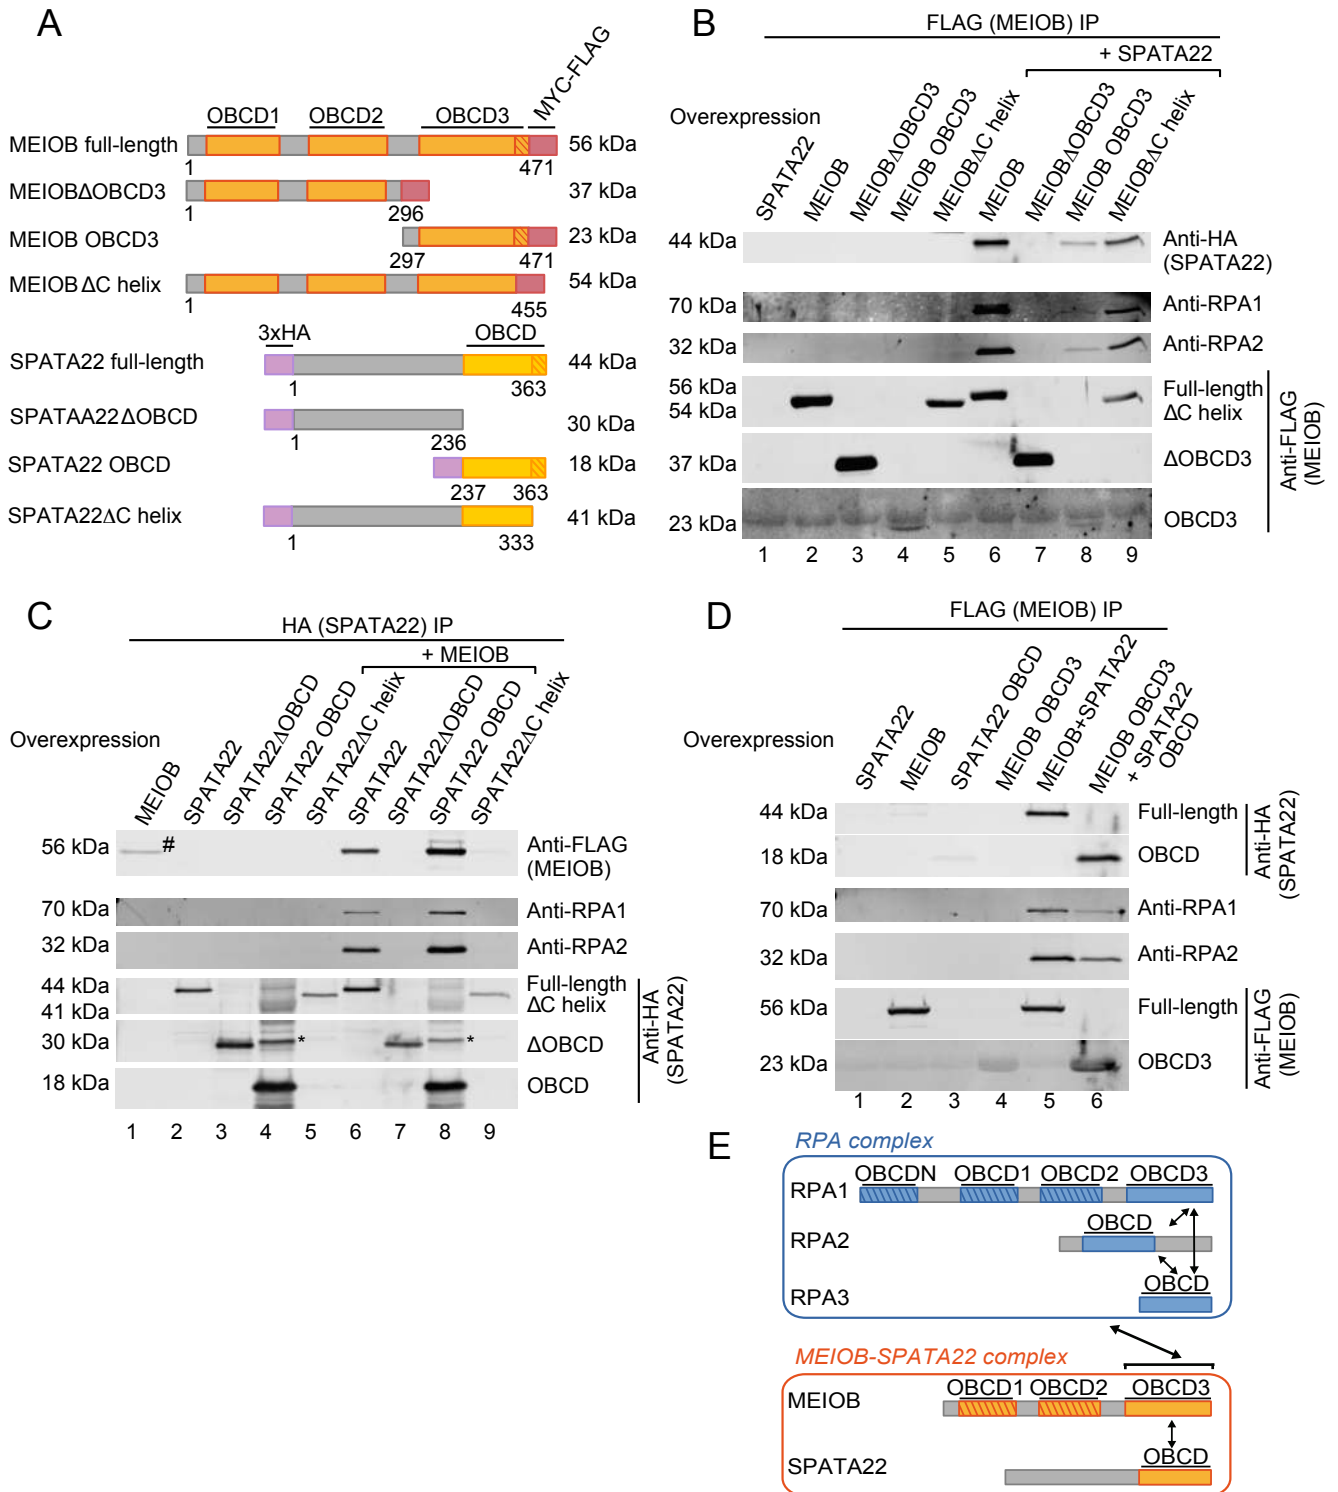 A
OBCD1
OBCD2
OBCD3
MYC-FLAG
MEIOB full-length
56 kDa
1
471
MEIOBΔOBCD3
37 kDa
1
296
MEIOB OBCD3
23 kDa
297
471
MEIOBΔC helix
54 kDa
1
455
3xHA
OBCD
SPATA22 full-length
44 kDa
1
363
SPATAA22ΔOBCD
30 kDa
1
236
SPATA22 OBCD
18 kDa
237
363
SPATA22ΔC helix
41 kDa
1
333
B
FLAG (MEIOB) IP
+ SPATA22
Overexpression
SPATA22
MEIOB
MEIOBΔOBCD3
MEIOB OBCD3
MEIOBΔC helix
MEIOB
MEIOBΔOBCD3
MEIOB OBCD3
MEIOBΔC helix
44 kDa
Anti-HA
(SPATA22)
70 kDa
Anti-RPA1
32 kDa
Anti-RPA2
56 kDa
54 kDa
Full-length
ΔC helix
37 kDa
ΔOBCD3
23 kDa
OBCD3
Anti-FLAG
(MEIOB)
1 2 3 4 5 6 7 8 9
C
HA (SPATA22) IP
+ MEIOB
Overexpression
MEIOB
SPATA22
SPATA22ΔOBCD
SPATA22 OBCD
SPATA22ΔC helix
SPATA22
SPATA22ΔOBCD
SPATA22 OBCD
SPATA22ΔC helix
56 kDa
#
Anti-FLAG
(MEIOB)
70 kDa
Anti-RPA1
32 kDa
Anti-RPA2
44 kDa
41 kDa
Full-length
ΔC helix
30 kDa
*
*
ΔOBCD
18 kDa
OBCD
Anti-HA
(SPATA22)
1 2 3 4 5 6 7 8 9
D
FLAG (MEIOB) IP
Overexpression
SPATA22
MEIOB
SPATA22 OBCD
MEIOB OBCD3
MEIOB+SPATA22
MEIOB OBCD3
+ SPATA22
OBCD
44 kDa
Full-length
18 kDa
OBCD
Anti-HA
(SPATA22)
70 kDa
Anti-RPA1
32 kDa
Anti-RPA2
56 kDa
Full-length
23 kDa
OBCD3
Anti-FLAG
(MEIOB)
1 2 3 4 5 6
E
RPA complex
OBCDN OBCD1 OBCD2 OBCD3
RPA1
OBCD
RPA2
OBCD
RPA3
MEIOB-SPATA22 complex
OBCD1 OBCD2 OBCD3
MEIOB
OBCD
SPATA22